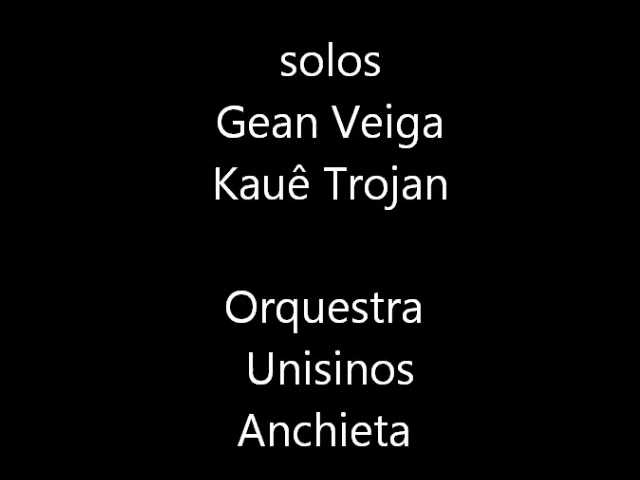 solos
Gean Veiga
Kauê Trojan
Orquestra
Unisinos
Anchieta